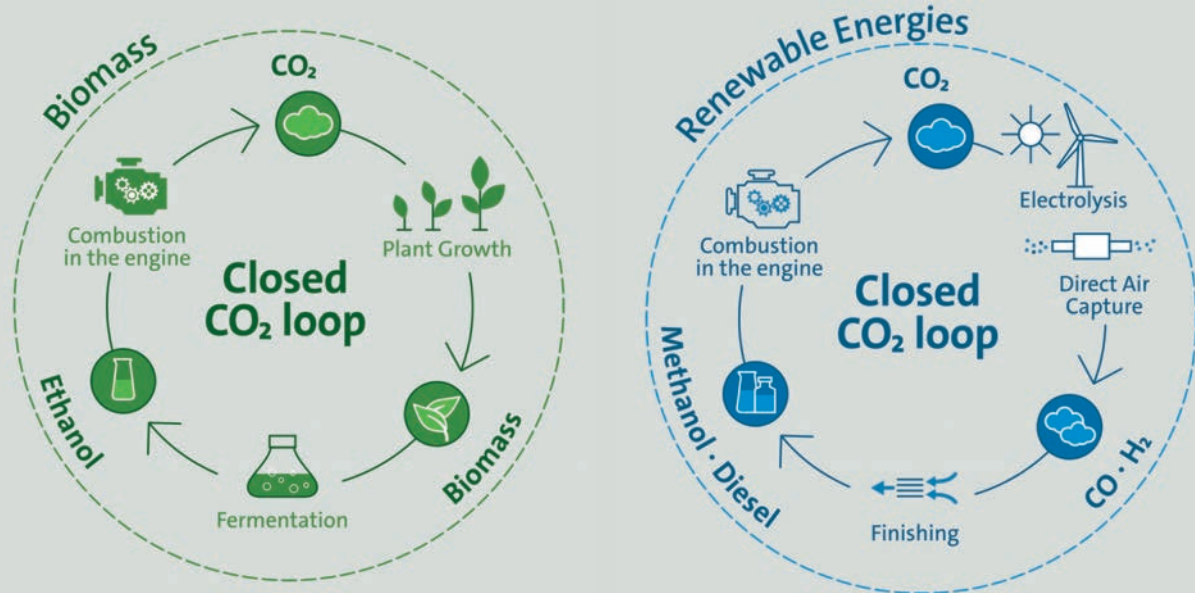 Biomass
CO₂
Combustion
in the engine
Plant Growth
Closed
CO₂ loop
Ethanol
Biomass
Fermentation
Renewable Energies
CO₂
Electrolysis
Combustion
in the engine
Direct Air
Capture
Closed
CO₂ loop
Methanol · Diesel
CO · H₂
Finishing